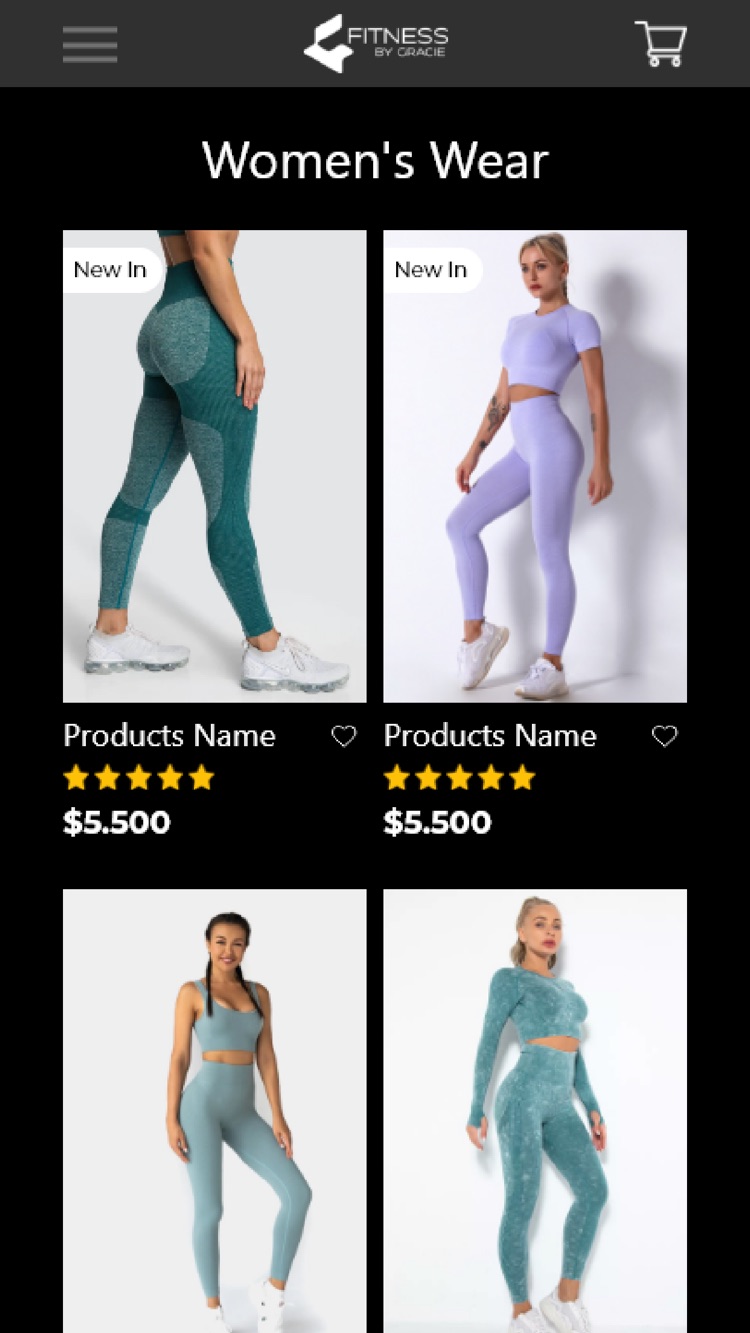 FITNESS
BY GRACIE
Women's Wear
New In
New In
Products Name
Products Name
$5.500
$5.500